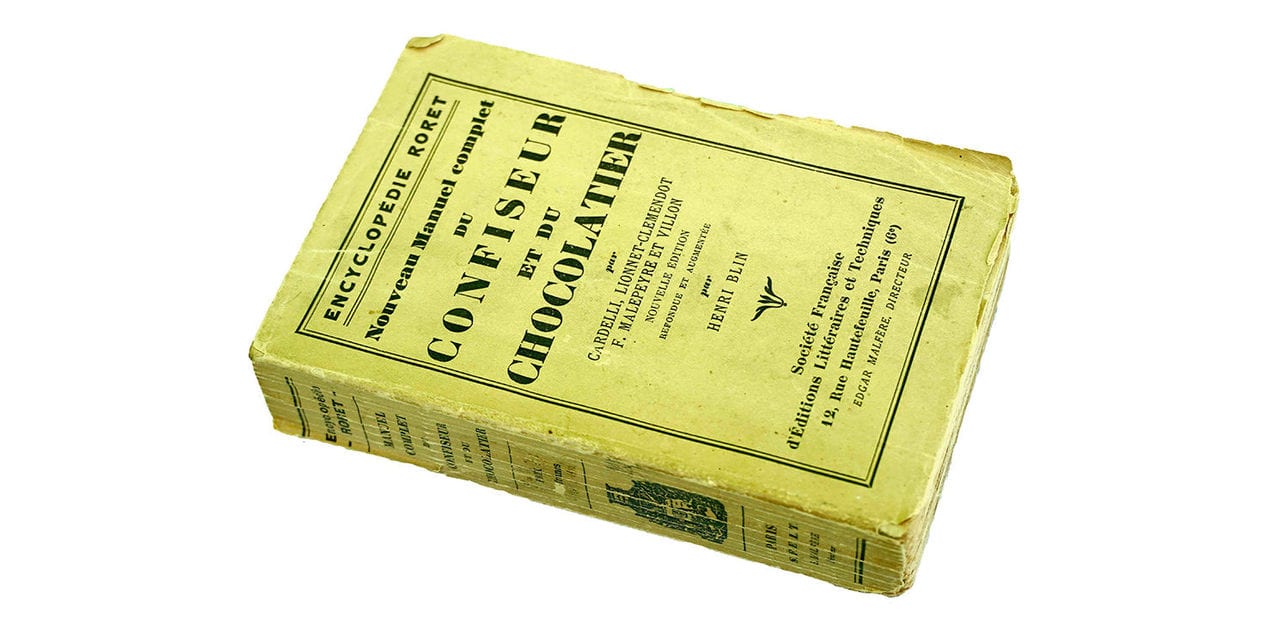 ENCYCLOPÉDIE RORET
Nouveau Manuel complet
DU
CONFISEUR
ET DU
CHOCOLATIER
par
CARDELLI, LIONNET-CLEMENDOT
F. MALEPEYRE ET VILLON
NOUVELLE ÉDITION
REFONDUE ET AUGMENTÉE
par
HENRI BLIN
Société Française
d'Éditions Littéraires et Techniques
12, Rue Hautefeuille, Paris (6e)
EDGAR MALFÈRE, DIRECTEUR
Encyclopédie
RORET
MANUEL
COMPLET
DU
CONFISEUR
ET DU
CHOCOLATIER
PARIS
S.F.E.L.T.